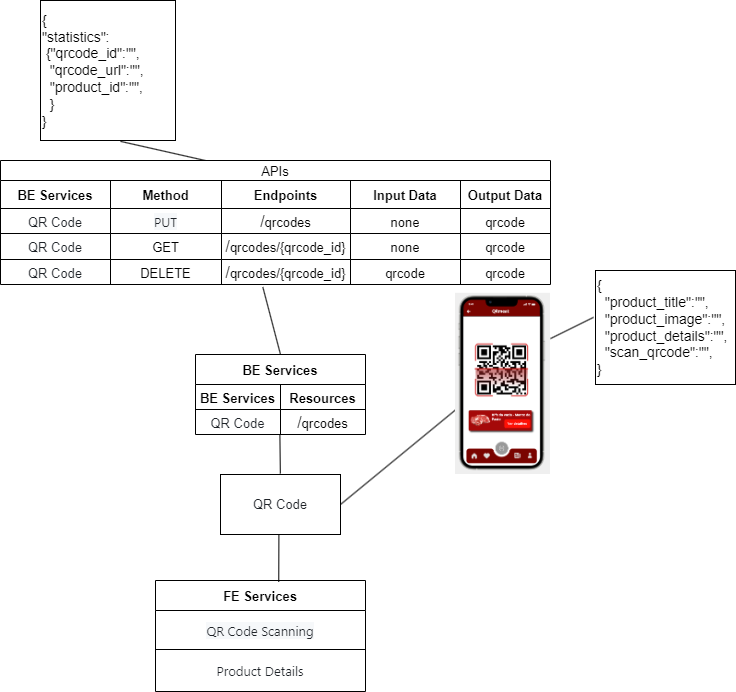 {
"statistics":
{"qrcode_id":"",
"qrcode_url":"",
"product_id":"",
}
}
APIs
BE Services Method Endpoints Input Data Output Data
QR Code PUT /qrcodes none qrcode
QR Code GET /qrcodes/{qrcode_id} none qrcode
QR Code DELETE /qrcodes/{qrcode_id} qrcode qrcode
{
"product_title":"",
"product_image":"",
"product_details":"",
"scan_qrcode":"",
}
BE Services
BE Services Resources
QR Code /qrcodes
QR Code
FE Services
QR Code Scanning
Product Details